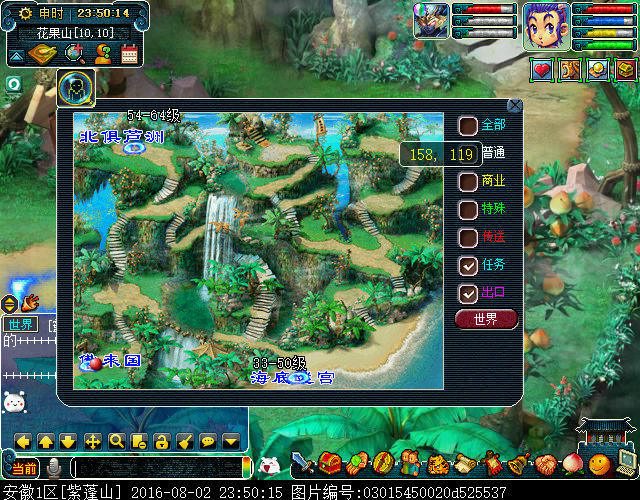 申时 23:50:14
花果山[10,10]
54-64级
北俱芦洲
全部
158, 119
普通
商业
特殊
传送
任务
出口
世界
世界
的
傲来国
33-50级
海底迷宫
当前
安徽1区[紫蓬山] 2016-08-02 23:50:15 图片编号:03015450020d525537